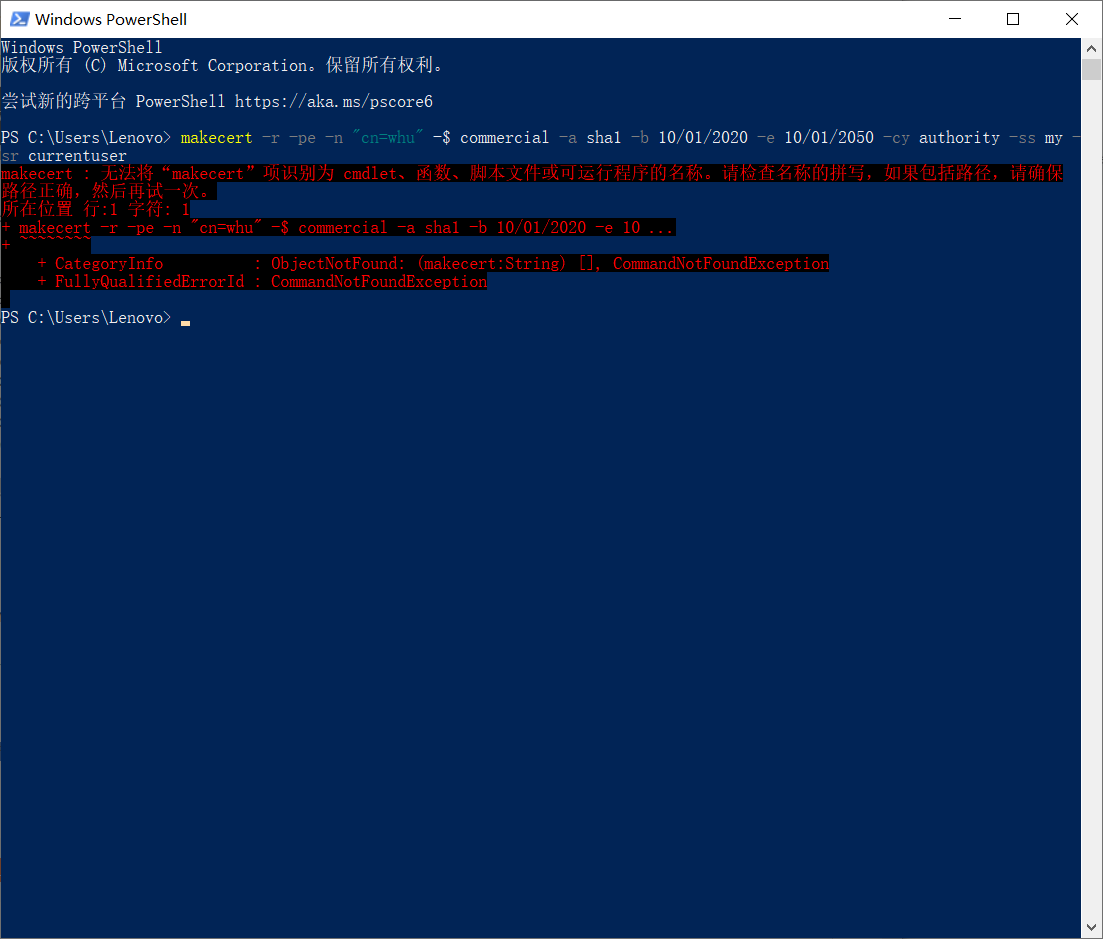 Windows PowerShell
Windows PowerShell
版权所有 (C) Microsoft Corporation。保留所有权利。
尝试新的跨平台 PowerShell https://aka.ms/pscore6
PS C:\Users\Lenovo> makecert -r -pe -n "cn=whu" -$ commercial -a sha1 -b 10/01/2020 -e 10/01/2050 -cy authority -ss my -
sr currentuser
makecert : 无法将“makecert”项识别为 cmdlet、函数、脚本文件或可运行程序的名称。请检查名称的拼写，如果包括路径，请确保
路径正确，然后再试一次。
所在位置 行:1 字符: 1
+ makecert -r -pe -n "cn=whu" -$ commercial -a sha1 -b 10/01/2020 -e 10 ...
+ ~~~~~~~~
+ CategoryInfo          : ObjectNotFound: (makecert:String) [], CommandNotFoundException
+ FullyQualifiedErrorId : CommandNotFoundException
PS C:\Users\Lenovo>